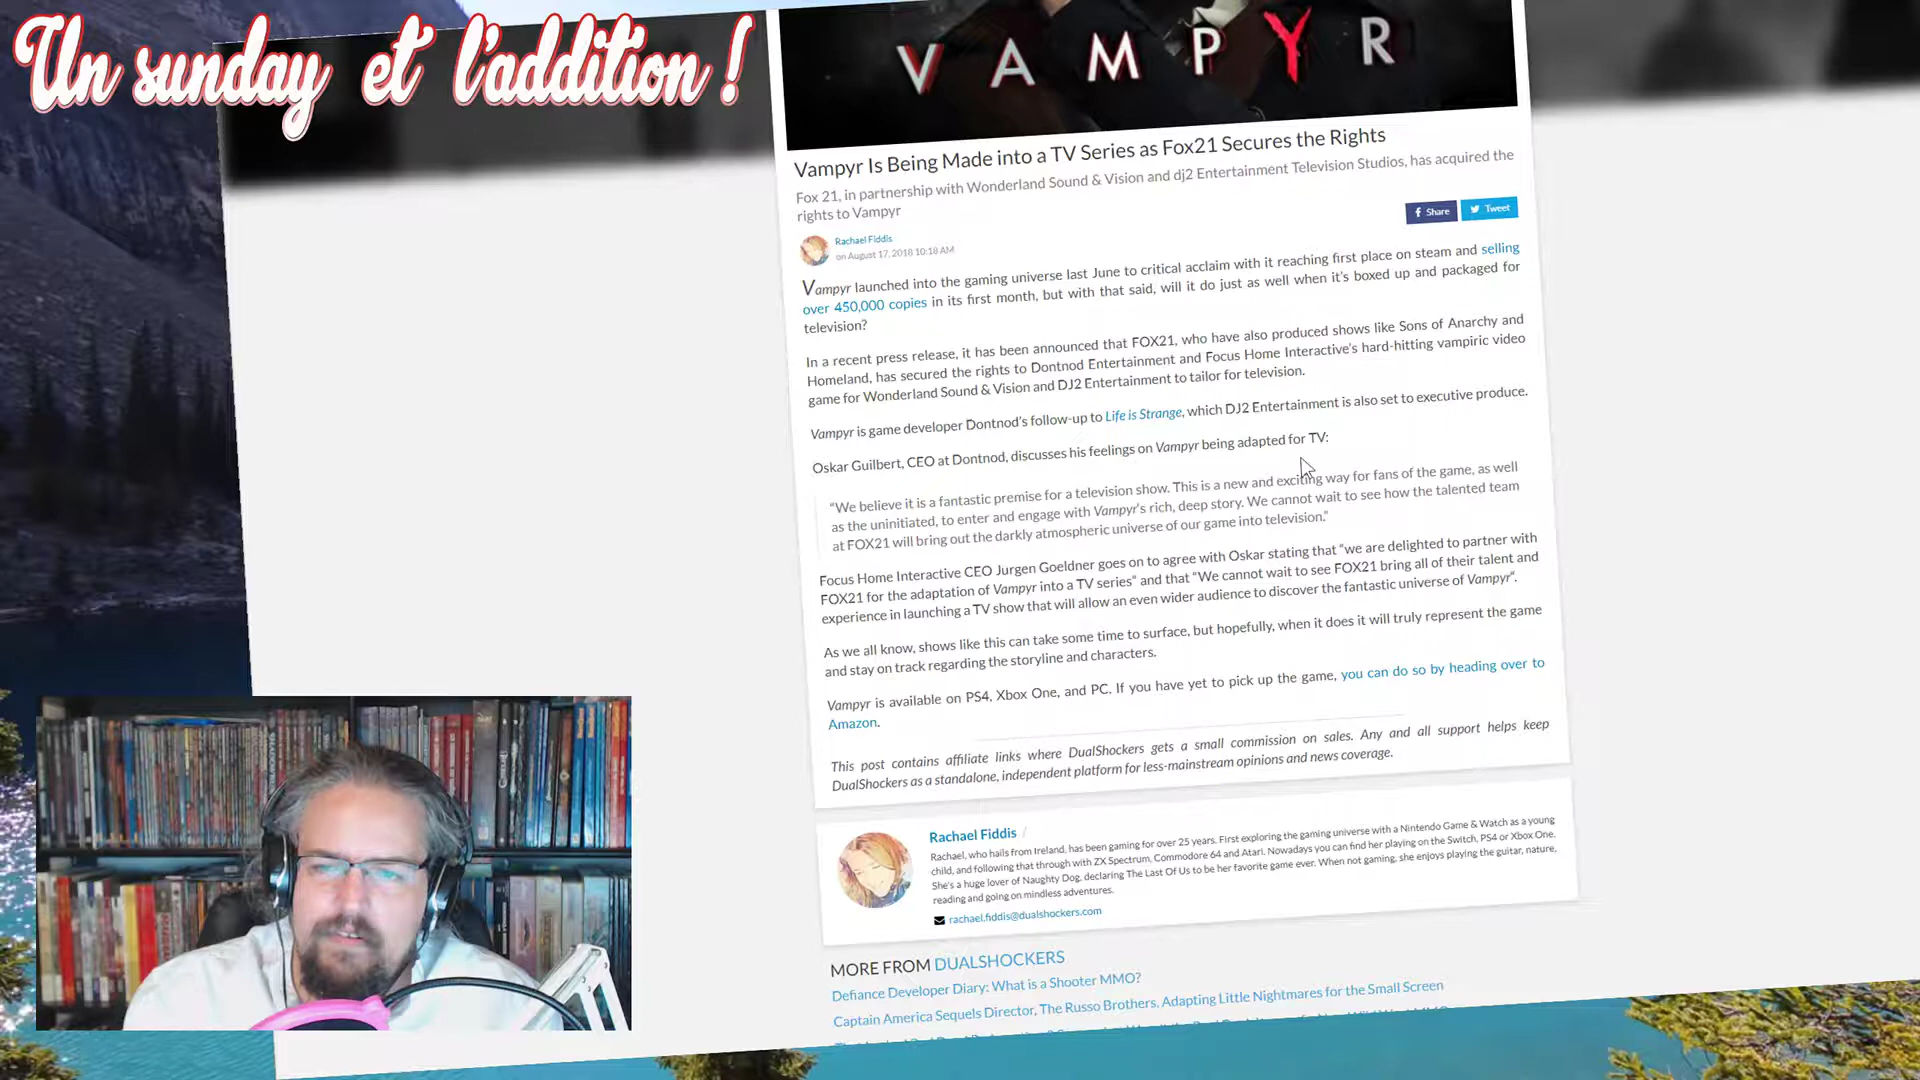 Un sunday et l'addition !
VAMPYR
Vampyr Is Being Made into a TV Series as Fox21 Secures the Rights
Fox 21, in partnership with Wonderland Sound & Vision and dj2 Entertainment Television Studios, has acquired the
rights to Vampyr
Share
Tweet
Rachael Fiddis
on August 17, 2018 10:18 AM
Vampyr launched into the gaming universe last June to critical acclaim with it reaching first place on steam and selling
over 450,000 copies in its first month, but with that said, will it do just as well when it's boxed up and packaged for
television?
In a recent press release, it has been announced that FOX21, who have also produced shows like Sons of Anarchy and
Homeland, has secured the rights to Dontnod Entertainment and Focus Home Interactive's hard-hitting vampiric video
game for Wonderland Sound & Vision and DJ2 Entertainment to tailor for television.
Vampyr is game developer Dontnod's follow-up to Life is Strange, which DJ2 Entertainment is also set to executive produce.
Oskar Guilbert, CEO at Dontnod, discusses his feelings on Vampyr being adapted for TV:
"We believe it is a fantastic premise for a television show. This is a new and exciting way for fans of the game, as well
as the uninitiated, to enter and engage with Vampyr's rich, deep story. We cannot wait to see how the talented team
at FOX21 will bring out the darkly atmospheric universe of our game into television."
Focus Home Interactive CEO Jurgen Goeldner goes on to agree with Oskar stating that "we are delighted to partner with
FOX21 for the adaptation of Vampyr into a TV series" and that "We cannot wait to see FOX21 bring all of their talent and
experience in launching a TV show that will allow an even wider audience to discover the fantastic universe of Vampyr".
As we all know, shows like this can take some time to surface, but hopefully, when it does it will truly represent the game
and stay on track regarding the storyline and characters.
Vampyr is available on PS4, Xbox One, and PC. If you have yet to pick up the game, you can do so by heading over to
Amazon.
This post contains affiliate links where DualShockers gets a small commission on sales. Any and all support helps keep
DualShockers as a standalone, independent platform for less-mainstream opinions and news coverage.
Rachael Fiddis /
Rachael, who hails from Ireland, has been gaming for over 25 years. First exploring the gaming universe with a Nintendo Game & Watch as a young
child, and following that through with ZX Spectrum, Commodore 64 and Atari. Nowadays you can find her playing on the Switch, PS4 or Xbox One.
She's a huge lover of Naughty Dog, declaring The Last Of Us to be her favorite game ever. When not gaming, she enjoys playing the guitar, nature,
reading and going on mindless adventures.
rachael.fiddis@dualshockers.com
MORE FROM DUALSHOCKERS
Defiance Developer Diary: What is a Shooter MMO?
Captain America Sequels Director, The Russo Brothers, Adapting Little Nightmares for the Small Screen